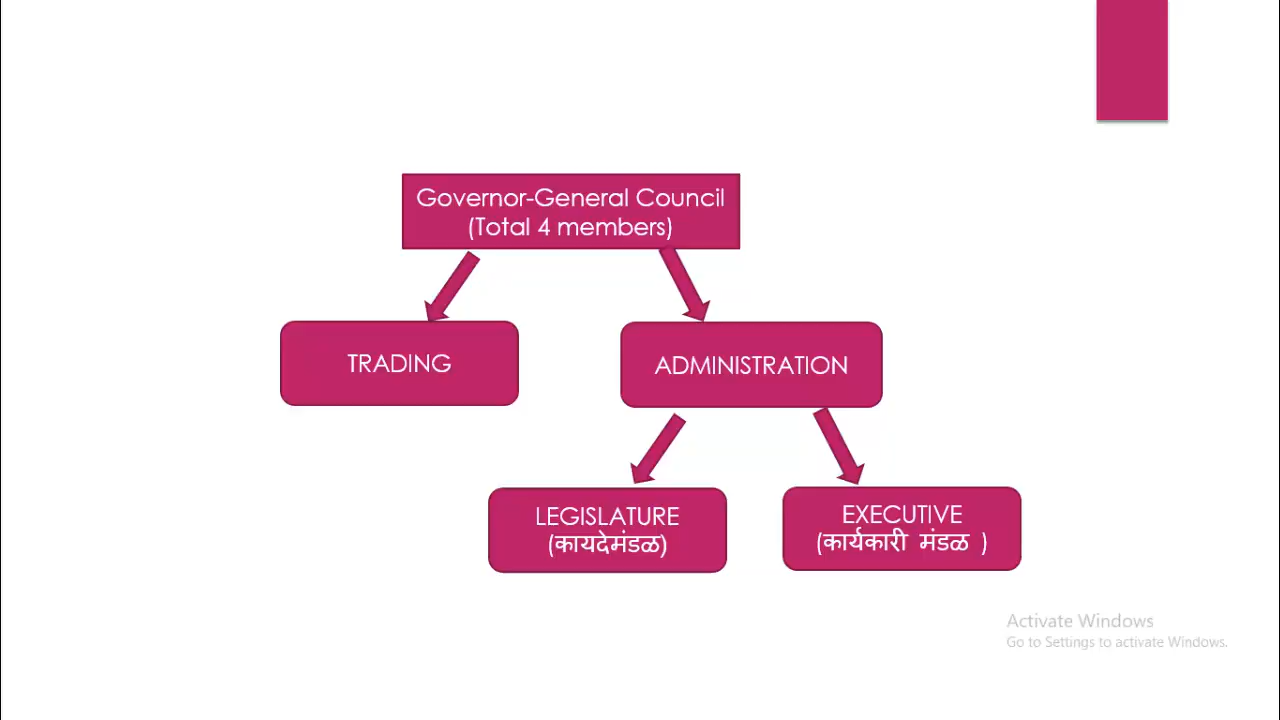 Governor-General Council
(Total 4 members)
TRADING
ADMINISTRATION
LEGISLATURE
(कायदेमंडळ)
EXECUTIVE
(कार्यकारी मंडळ )
Activate Windows
Go to Settings to activate Windows.